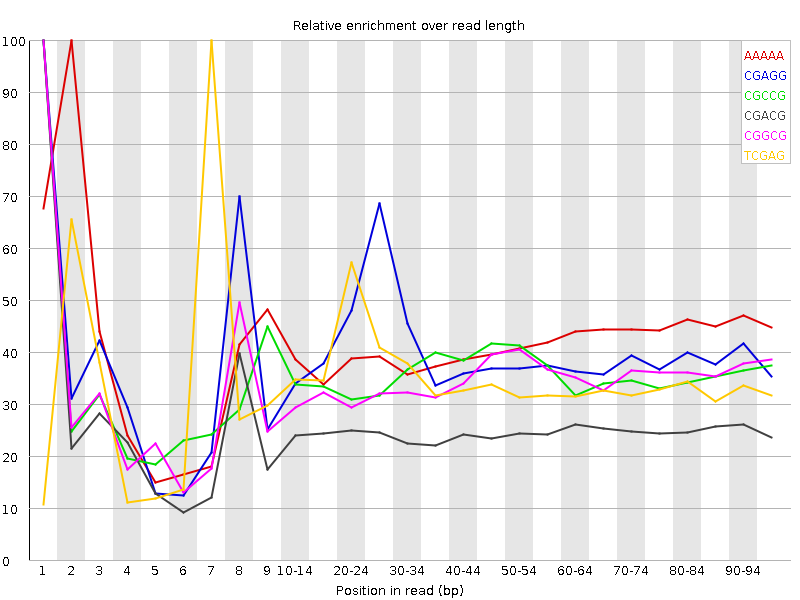 Relative enrichment over read length
100
90
80
70
60
50
40
30
20
10
0
AAAAA
CGAGG
CGCCG
CGACG
CGGCG
TCGAG
1 2 3 4 5 6 7 8 9 10-14 20-24 30-34 40-44 50-54 60-64 70-74 80-84 90-94
Position in read (bp)